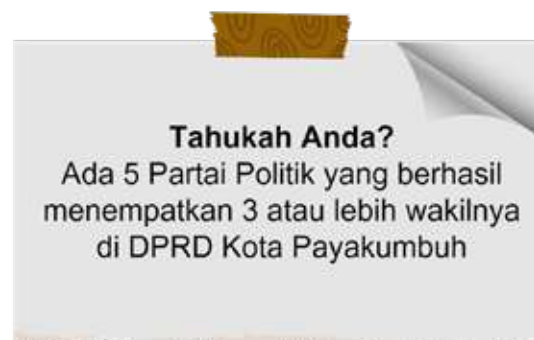 Tahukah Anda?
Ada 5 Partai Politik yang berhasil
menempatkan 3 atau lebih wakilnya
di DPRD Kota Payakumbuh